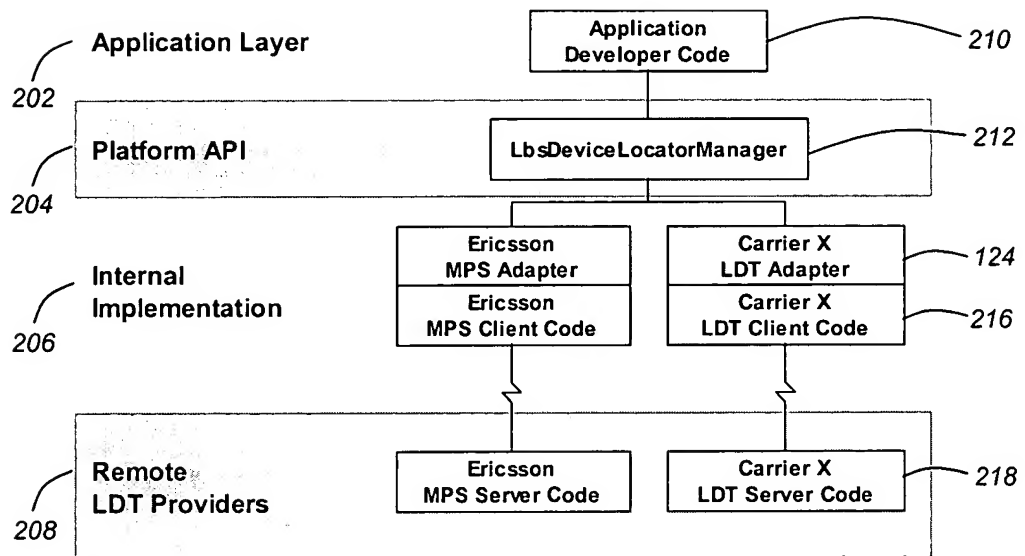 Application Layer
Application
Developer Code
210
202
Platform API
LbsDeviceLocatorManager
212
204
Ericsson
MPS Adapter
Carrier X
LDT Adapter
124
Internal
Implementation
Ericsson
MPS Client Code
Carrier X
LDT Client Code
216
206
Remote
LDT Providers
Ericsson
MPS Server Code
Carrier X
LDT Server Code
218
208